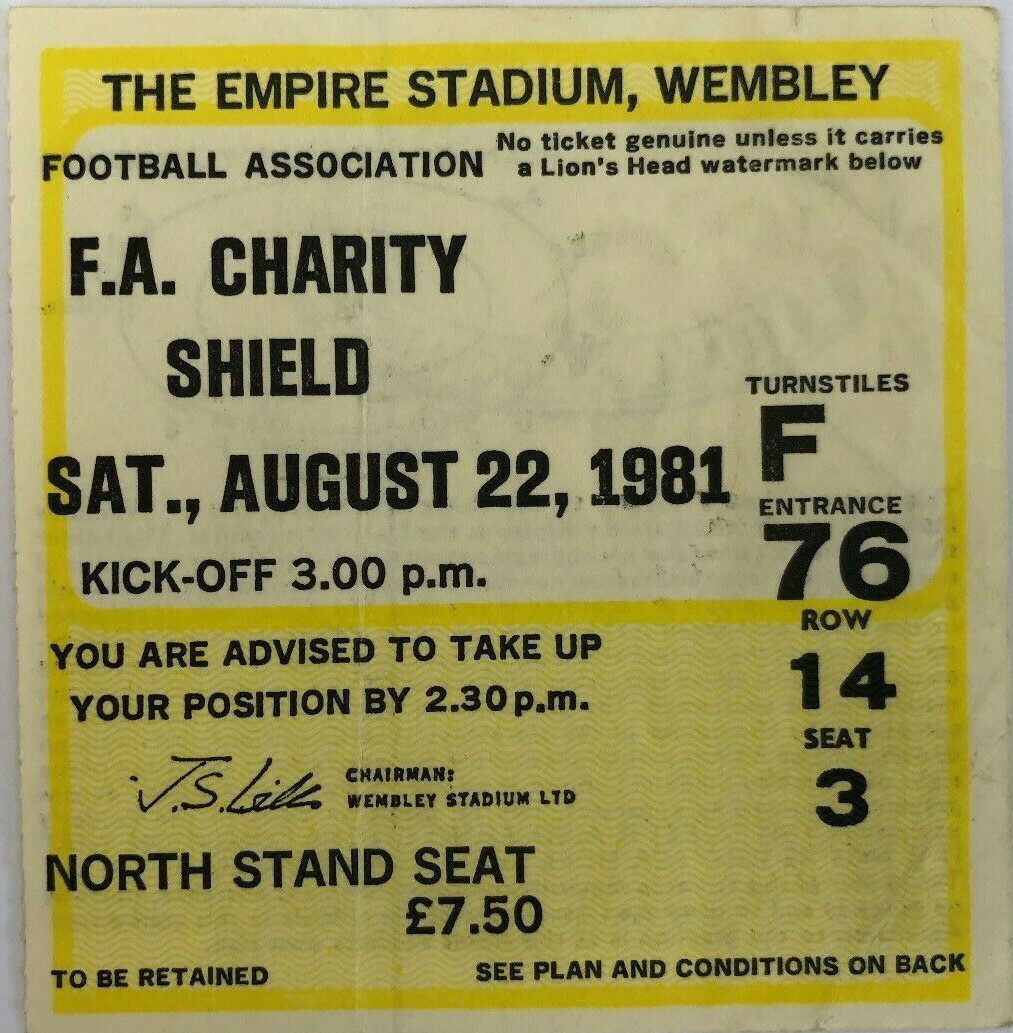 THE EMPIRE STADIUM, WEMBLEY
No ticket genuine unless it carries
a Lion's Head watermark below
FOOTBALL ASSOCIATION
F.A. CHARITY
SHIELD
SAT., AUGUST 22, 1981
KICK-OFF 3.00 p.m.
TURNSTILES
F
ENTRANCE
76
ROW
14
SEAT
3
YOU ARE ADVISED TO TAKE UP
YOUR POSITION BY 2.30 p.m.
J.S.
CHAIRMAN:
WEMBLEY STADIUM LTD
NORTH STAND SEAT
£7.50
TO BE RETAINED
SEE PLAN AND CONDITIONS ON BACK